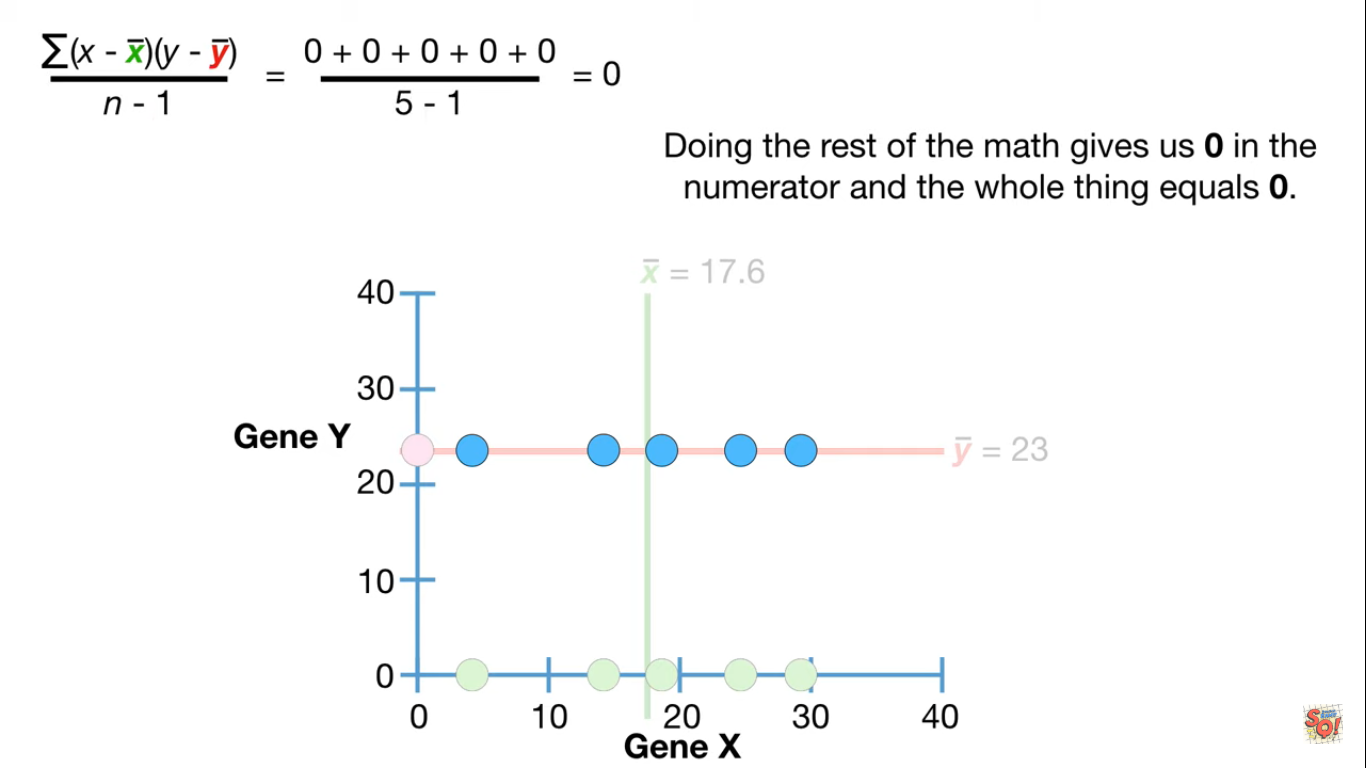 ∑(x - x̅)(y - y̅)
n - 1
=
0 + 0 + 0 + 0 + 0
5 - 1
= 0
Doing the rest of the math gives us 0 in the
numerator and the whole thing equals 0.
x̅ = 17.6
40
30
Gene Y
y̅ = 23
20
10
0
0 10 20 30 40
Gene X
SQ!